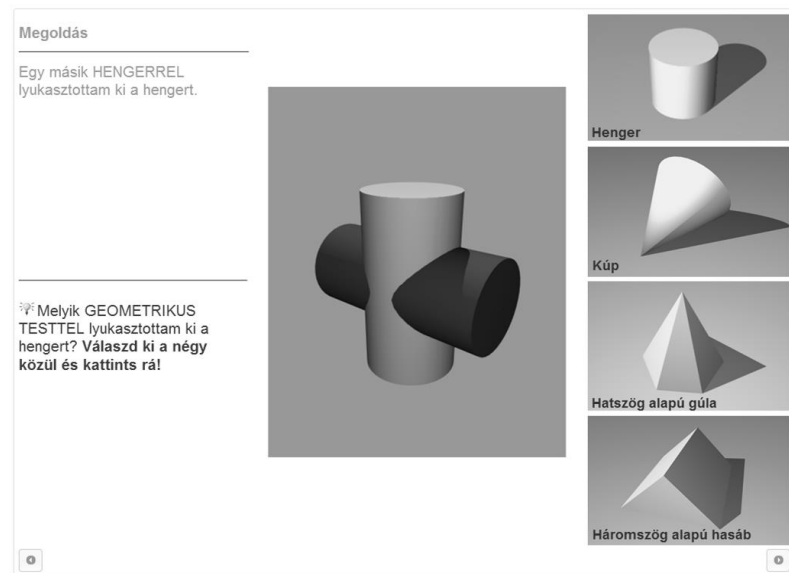 Megoldás
Egy másik HENGERREL
lyukasztottam ki a hengert.
Melyik GEOMETRIKUS
TESTTEL lyukasztottam ki a
hengert? Válaszd ki a négy
közül és kattints rá!
Henger
Kúp
Hatszög alapú gúla
Háromszög alapú hasáb